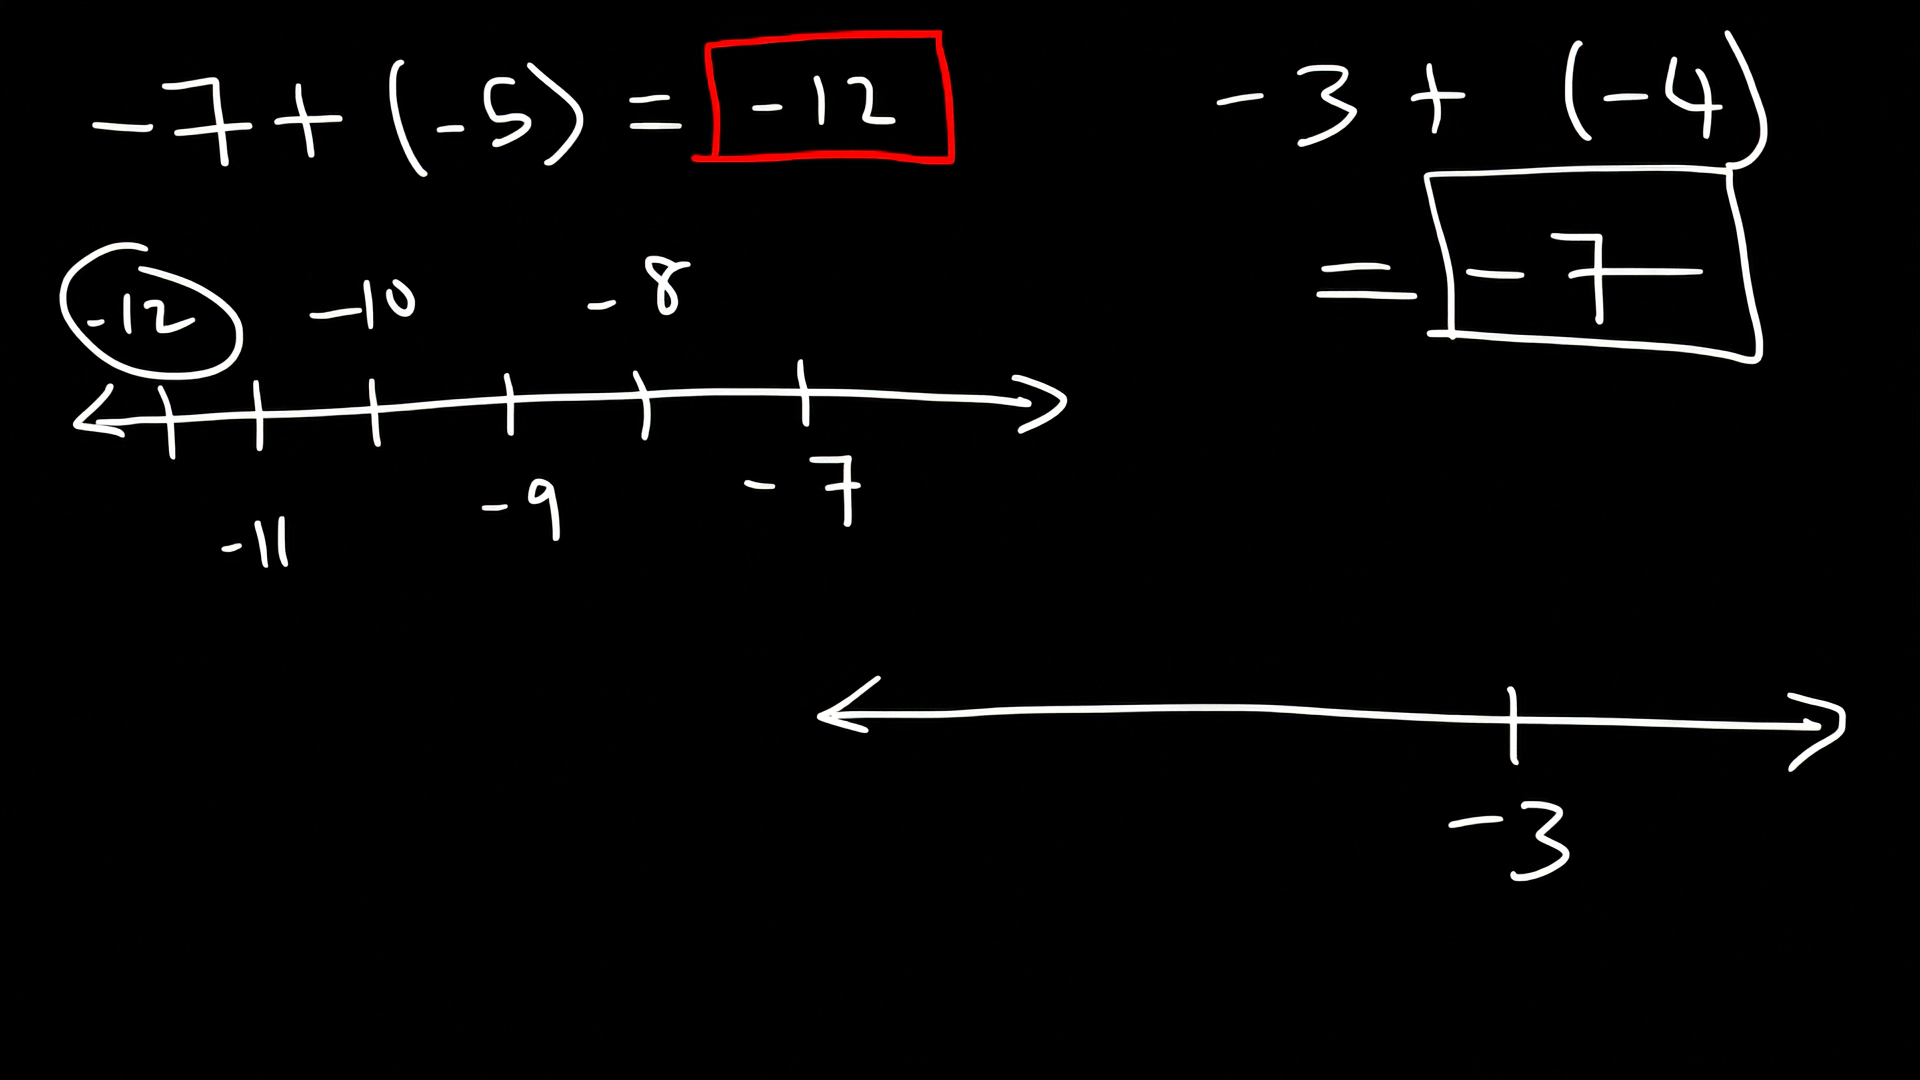 -7 + (-5) = -12
-12 -10 -8
-11 -9 -7
-3 + (-4)
= -7
-3